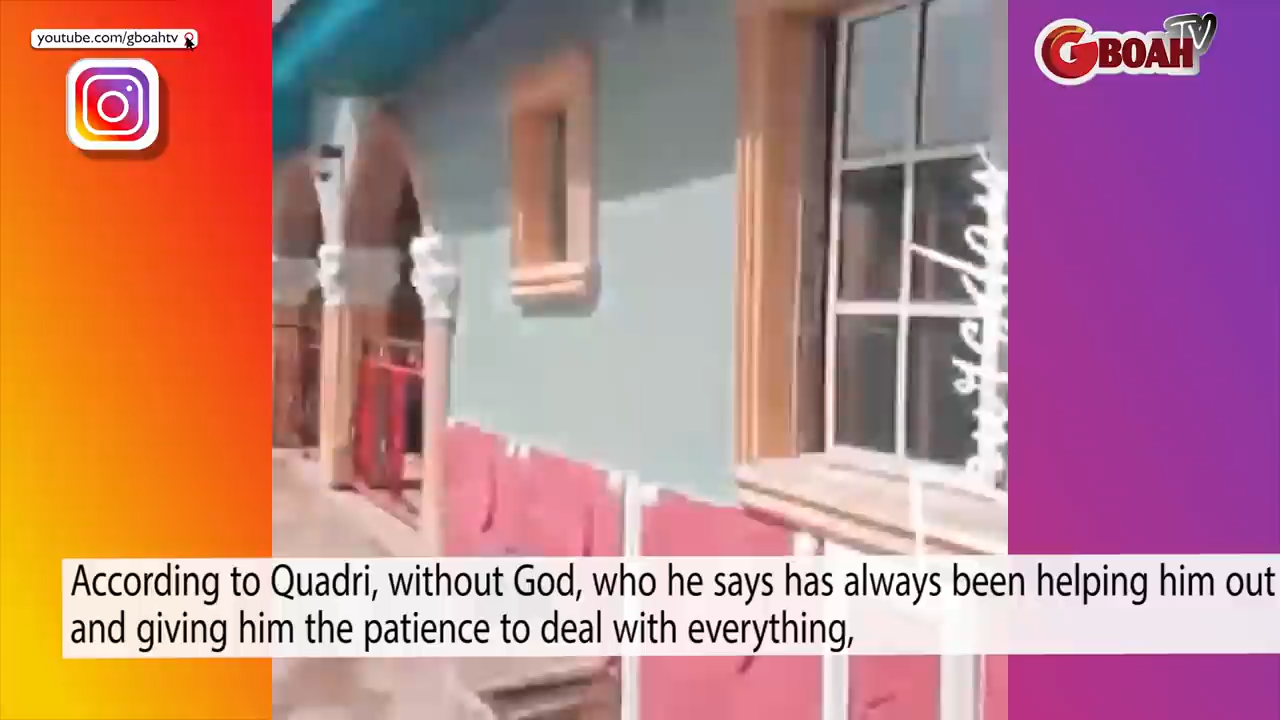 youtube.com/gboahtv
GBOAH TV
According to Quadri, without God, who he says has always been helping him out
and giving him the patience to deal with everything,